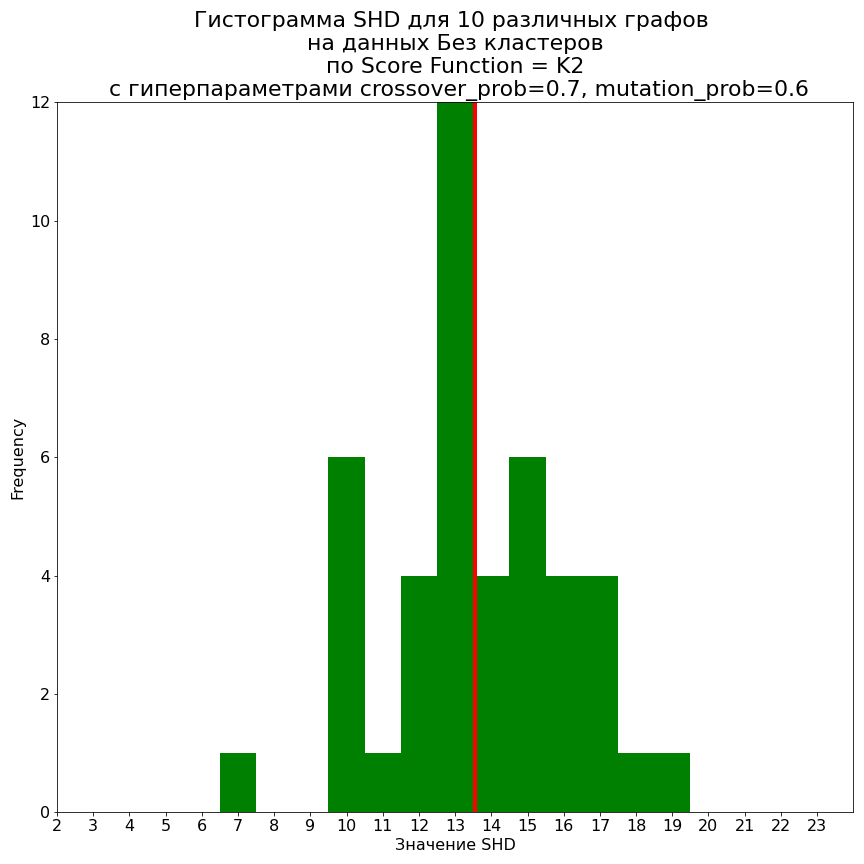 Гистограмма SHD для 10 различных графов
на данных Без кластеров
по Score Function = K2
с гиперпараметрами crossover_prob=0.7, mutation_prob=0.6
12
10
8
6
4
2
0
Frequency
2 3 4 5 6 7 8 9 10 11 12 13 14 15 16 17 18 19 20 21 22 23
Значение SHD